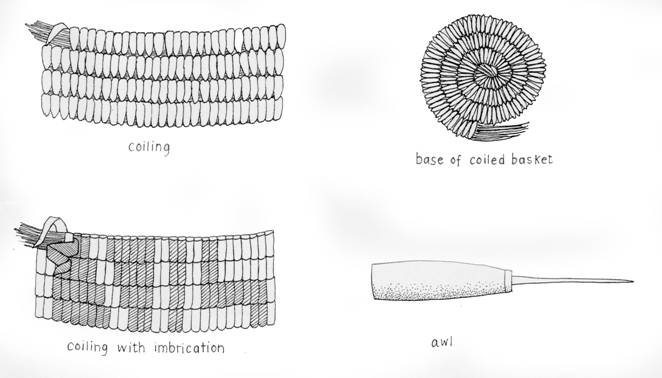 coiling
base of coiled basket
coiling with imbrication
awl